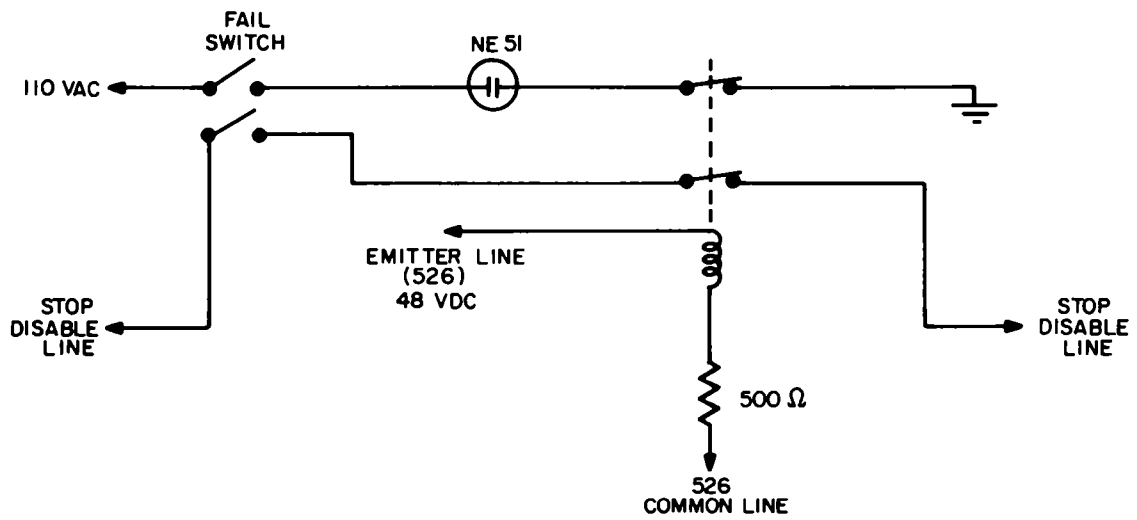 FAIL
SWITCH
NE 51
110 VAC
EMITTER LINE
(526)
48 VDC
STOP
DISABLE
LINE
STOP
DISABLE
LINE
500 Ω
526
COMMON LINE